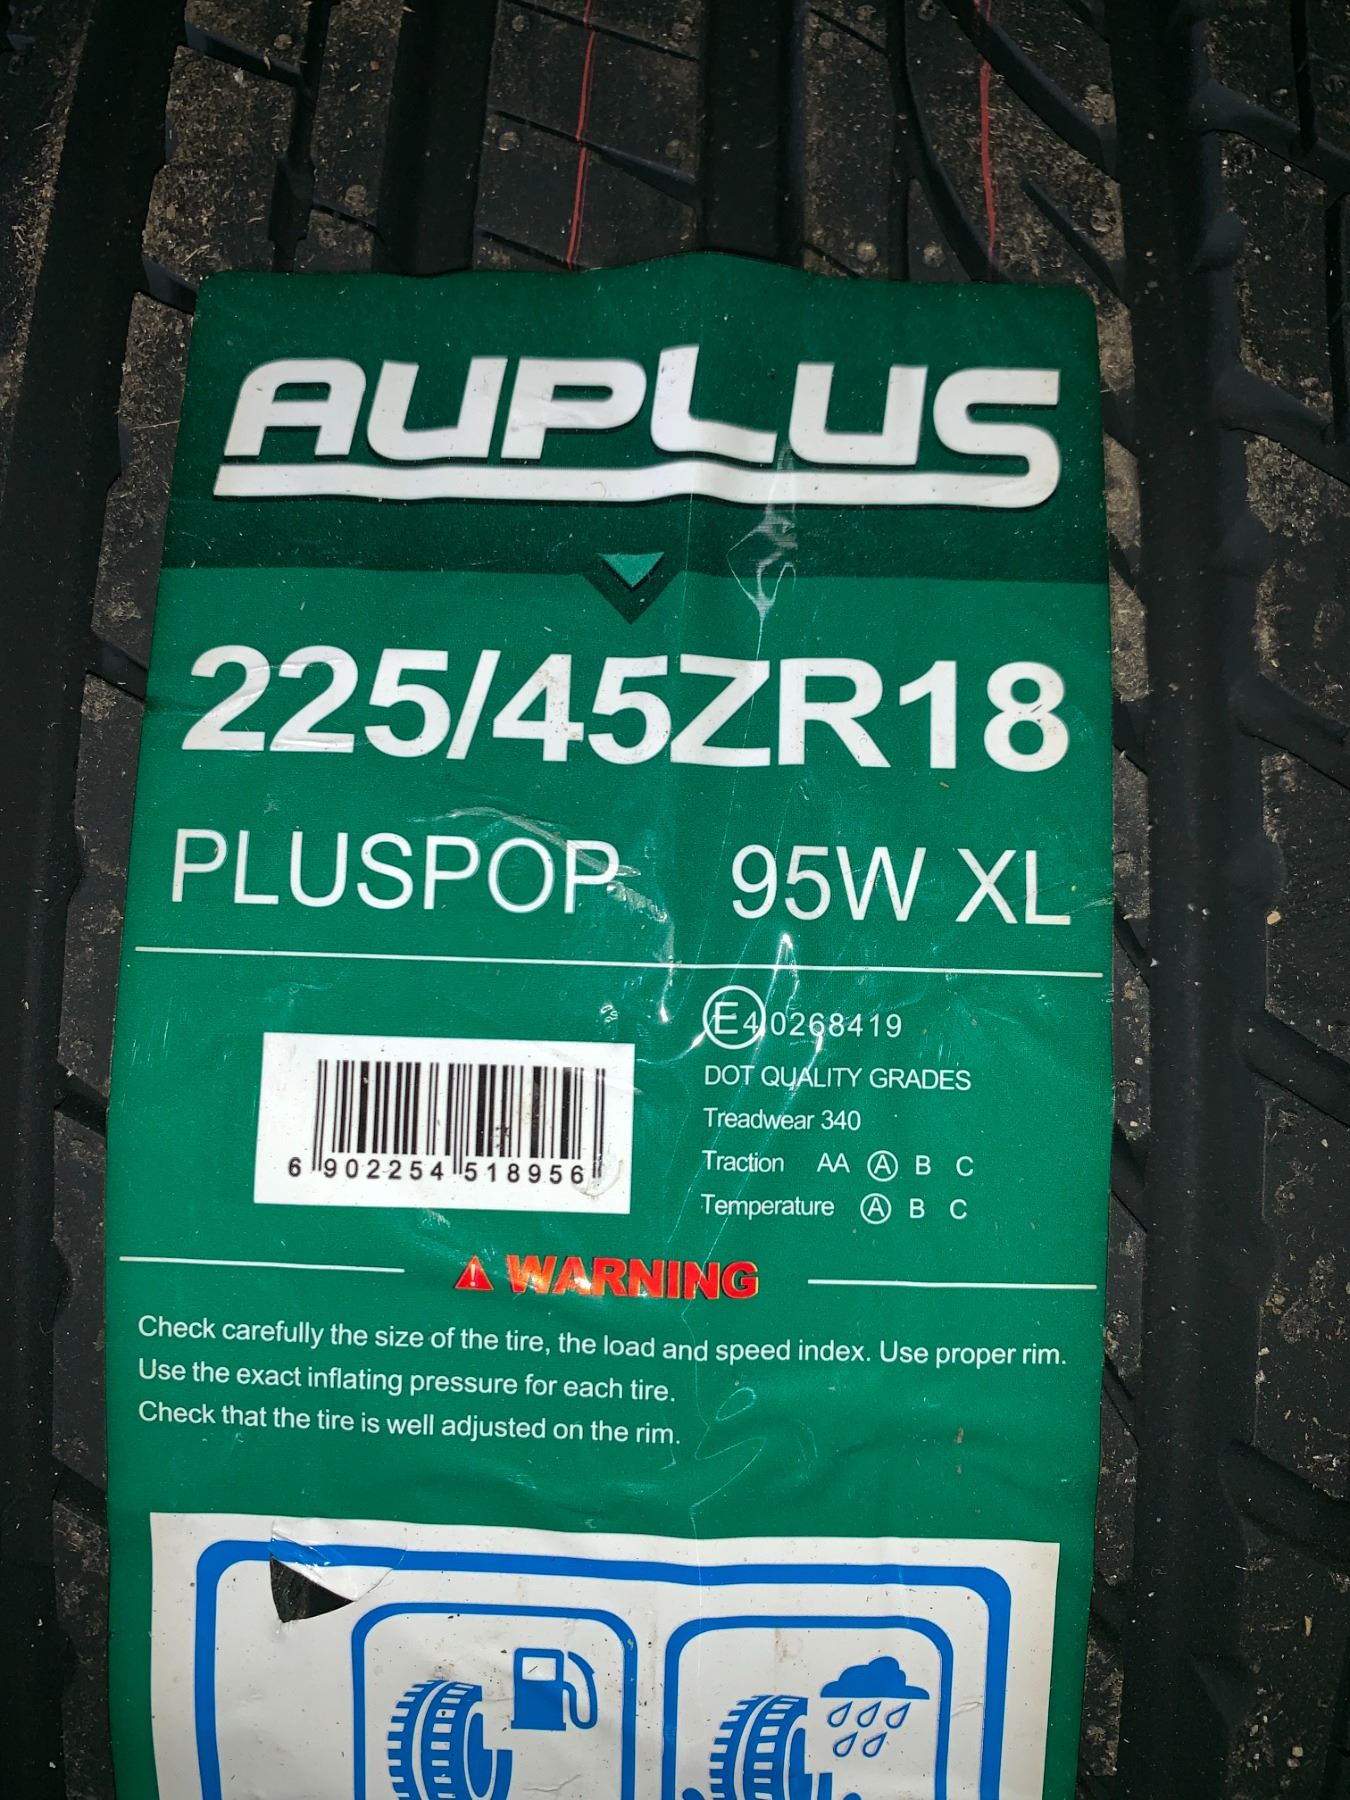 AUPLUS
225/45ZR18
PLUSPOP 95W XL
E4 0268419
DOT QUALITY GRADES
Treadwear 340
Traction AA A B C
Temperature A B C
6 902254 518956
WARNING
Check carefully the size of the tire, the load and speed index. Use proper rim.
Use the exact inflating pressure for each tire.
Check that the tire is well adjusted on the rim.